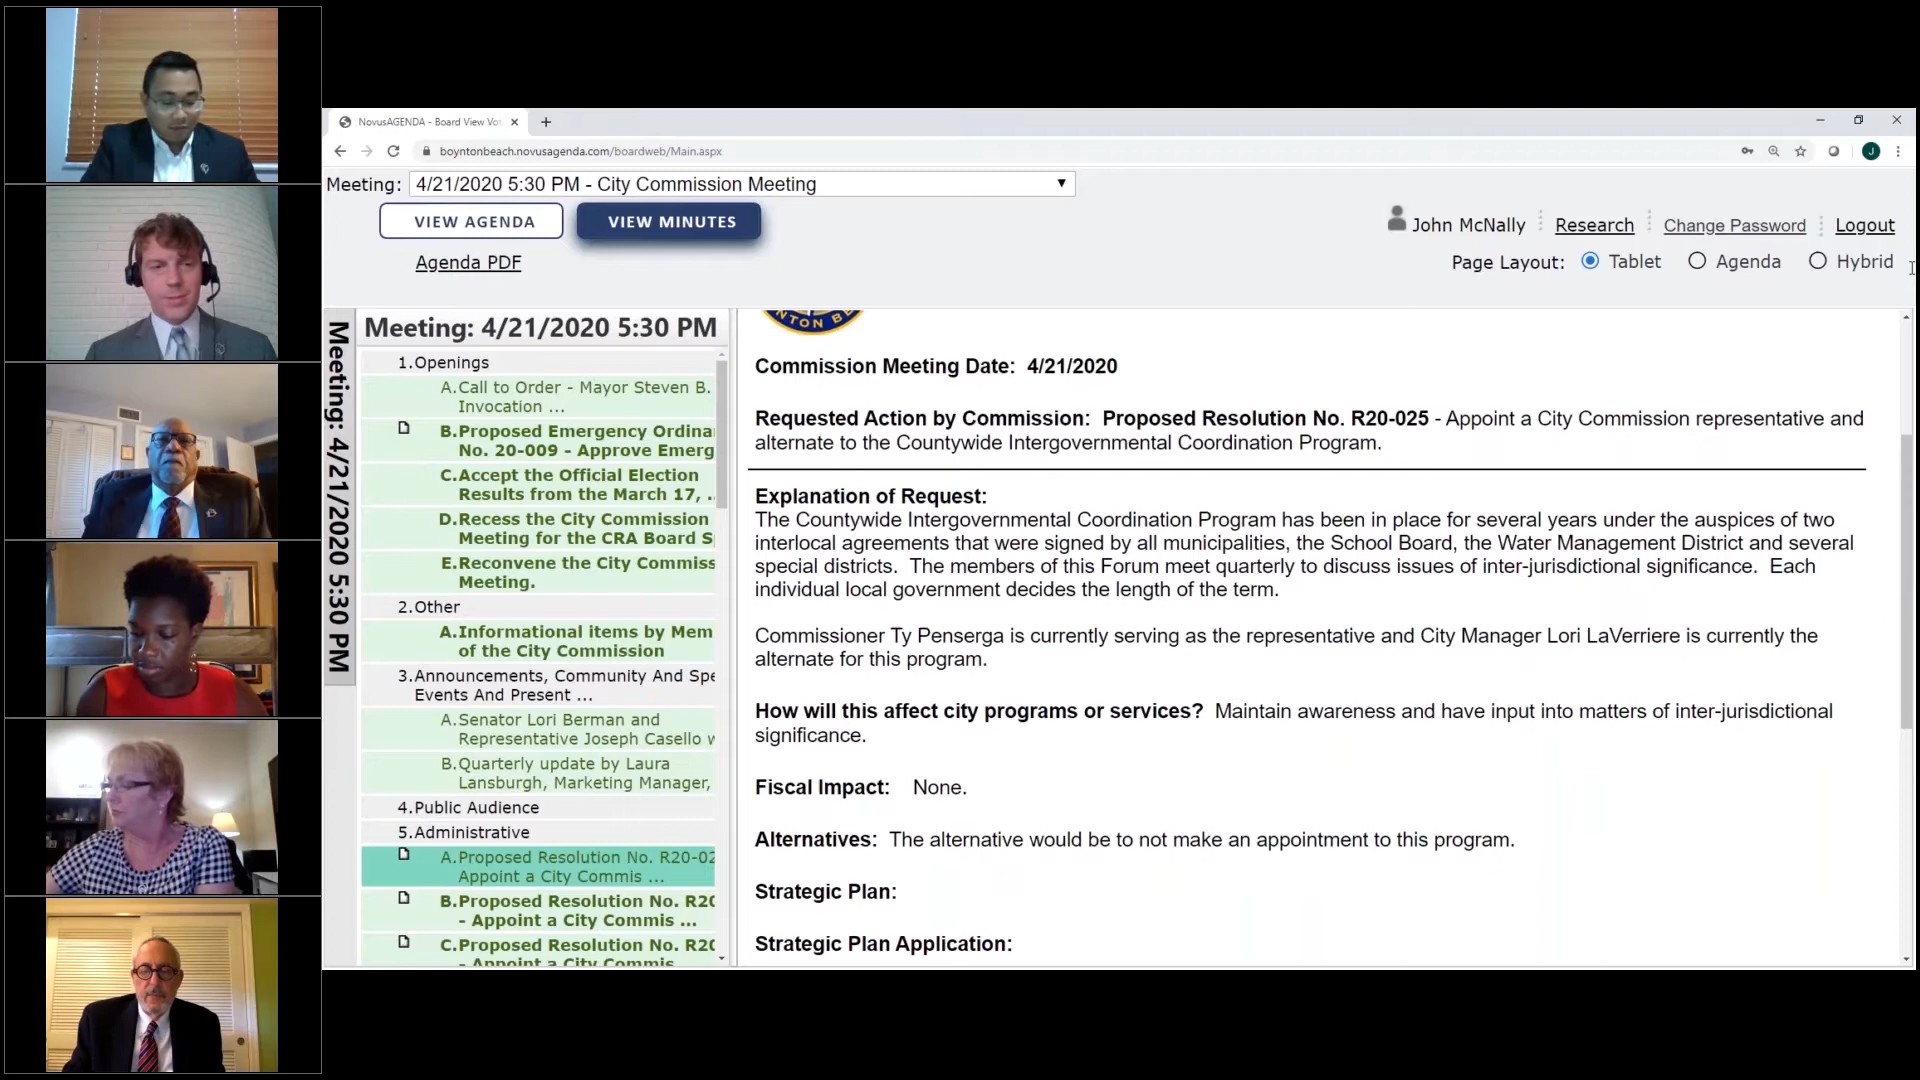 NovusAGENDA - Board View Vo
boyntonbeach.novusagenda.com/boardweb/Main.aspx
J
Meeting: 4/21/2020 5:30 PM - City Commission Meeting
VIEW AGENDA
VIEW MINUTES
John McNally
Research
Change Password
Logout
Agenda PDF
Page Layout: Tablet Agenda Hybrid
Meeting: 4/21/2020 5:30 PM
Meeting: 4/21/2020 5:30 PM
1.Openings
A.Call to Order - Mayor Steven B.
Invocation ...
B.Proposed Emergency Ordina
No. 20-009 - Approve Emerg
C.Accept the Official Election
Results from the March 17, .
D.Recess the City Commission
Meeting for the CRA Board S
E.Reconvene the City Commiss
Meeting.
2.Other
A.Informational items by Mem
of the City Commission
3.Announcements, Community And Spe
Events And Present ...
A.Senator Lori Berman and
Representative Joseph Casello w
B.Quarterly update by Laura
Lansburgh, Marketing Manager,
4.Public Audience
5.Administrative
A.Proposed Resolution No. R20-02
Appoint a City Commis ...
B.Proposed Resolution No. R20
- Appoint a City Commis ...
C.Proposed Resolution No. R20
- Appoint a City Commis
NTON BE
Commission Meeting Date: 4/21/2020
Requested Action by Commission: Proposed Resolution No. R20-025 - Appoint a City Commission representative and
alternate to the Countywide Intergovernmental Coordination Program.
Explanation of Request:
The Countywide Intergovernmental Coordination Program has been in place for several years under the auspices of two
interlocal agreements that were signed by all municipalities, the School Board, the Water Management District and several
special districts. The members of this Forum meet quarterly to discuss issues of inter-jurisdictional significance. Each
individual local government decides the length of the term.
Commissioner Ty Penserga is currently serving as the representative and City Manager Lori LaVerriere is currently the
alternate for this program.
How will this affect city programs or services? Maintain awareness and have input into matters of inter-jurisdictional
significance.
Fiscal Impact: None.
Alternatives: The alternative would be to not make an appointment to this program.
Strategic Plan:
Strategic Plan Application: